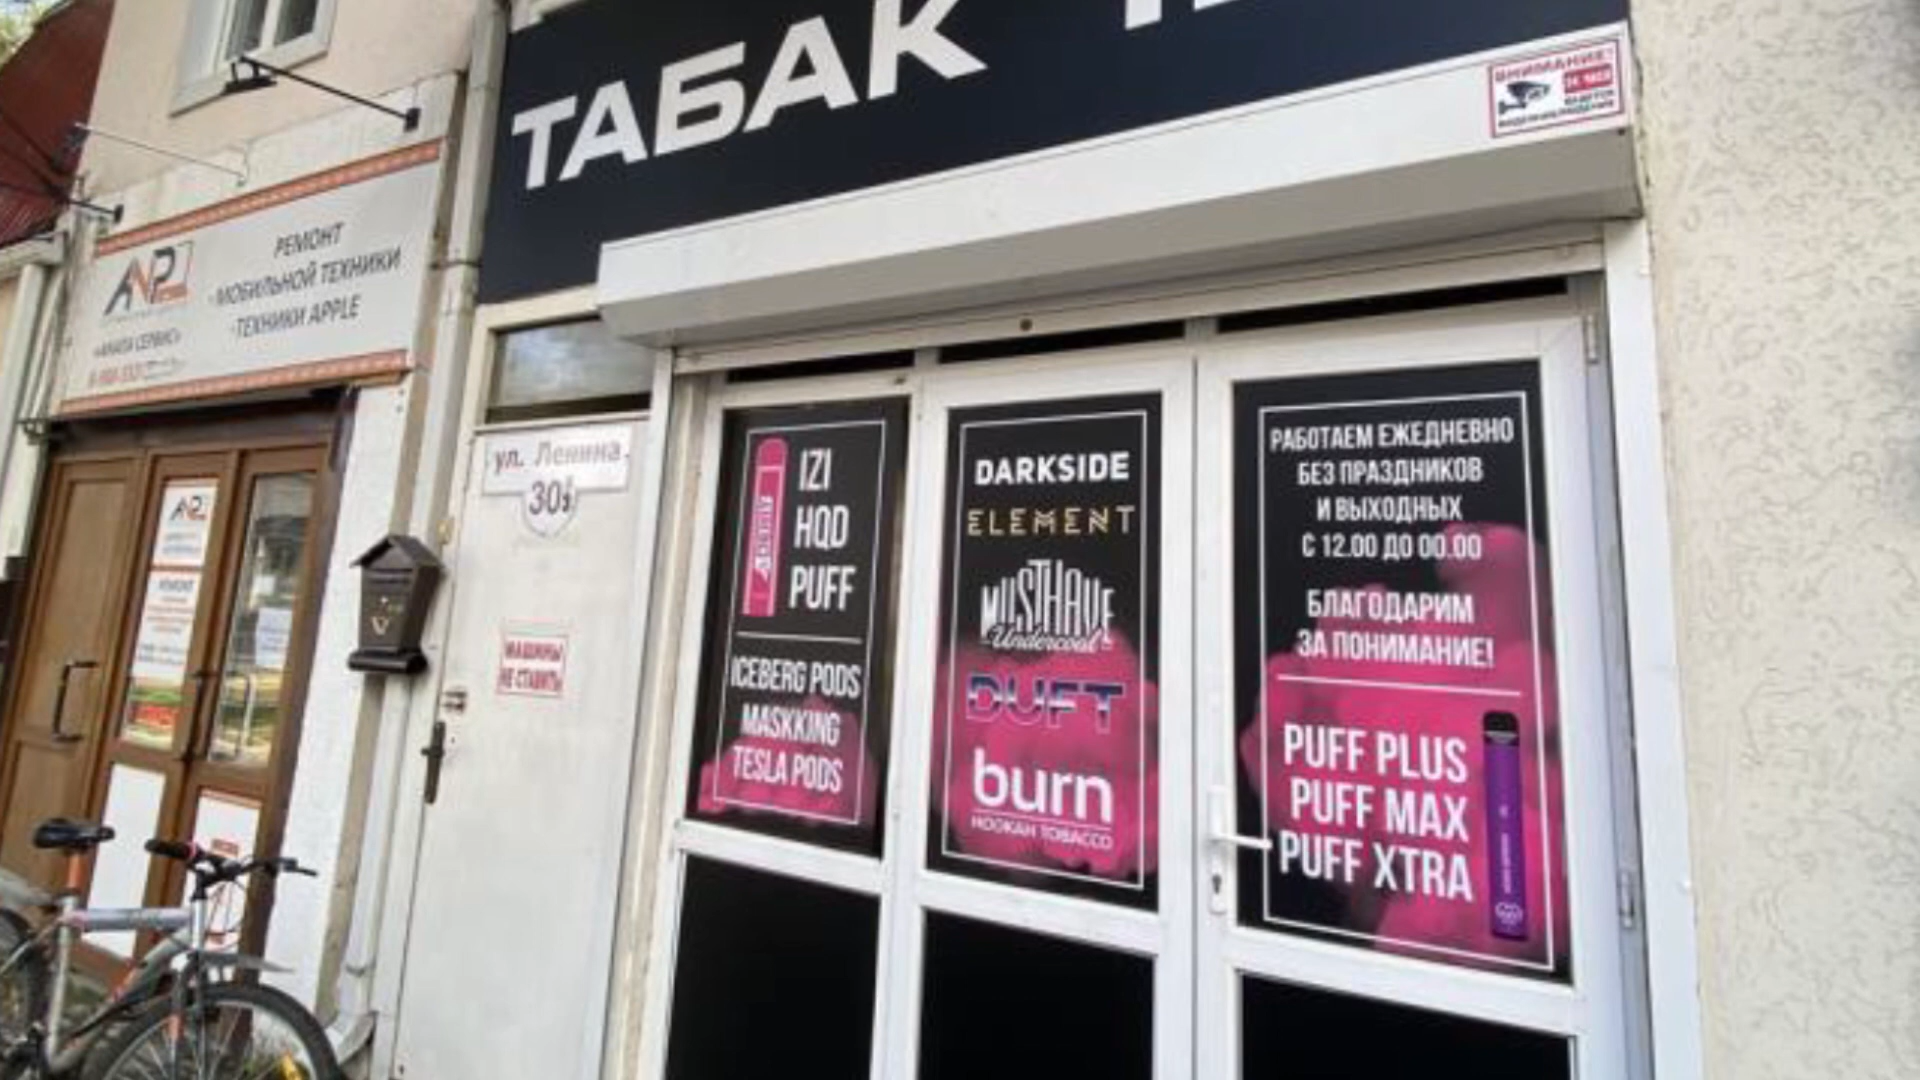 ТАБАК
ВНИМАНИЕ!
ВЕДЕТСЯ
ВИДЕОНАБЛЮДЕНИЕ
РЕМОНТ
·МОБИЛЬНОЙ ТЕХНИКИ
·ТЕХНИКИ APPLE
ул. Ленина
30
МАШИНЫ
НЕ СТАВИТЬ
IZI
HQD
PUFF
ICEBERG PODS
MASKKING
TESLA PODS
DARKSIDE
ELEMENT
MUSTHAVE
Undercoal
DUFT
burn
HOOKAH TOBACCO
РАБОТАЕМ ЕЖЕДНЕВНО
БЕЗ ПРАЗДНИКОВ
И ВЫХОДНЫХ
С 12.00 ДО 00.00
БЛАГОДАРИМ
ЗА ПОНИМАНИЕ!
PUFF PLUS
PUFF MAX
PUFF XTRA